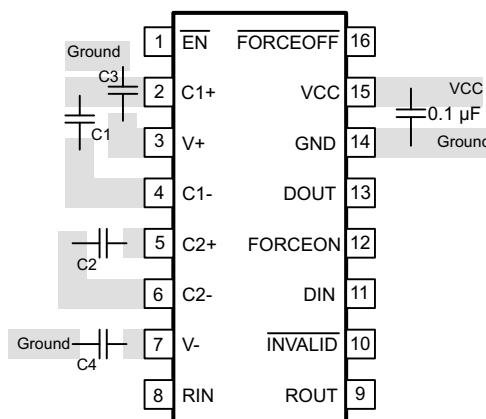 1 EN FORCEOFF 16
Ground
C3
2 C1+ VCC 15 VCC
C1 0.1 µF
3 V+ GND 14 Ground
4 C1- DOUT 13
5 C2+ FORCEON 12
C2
6 C2- DIN 11
Ground C4 7 V- INVALID 10
8 RIN ROUT 9